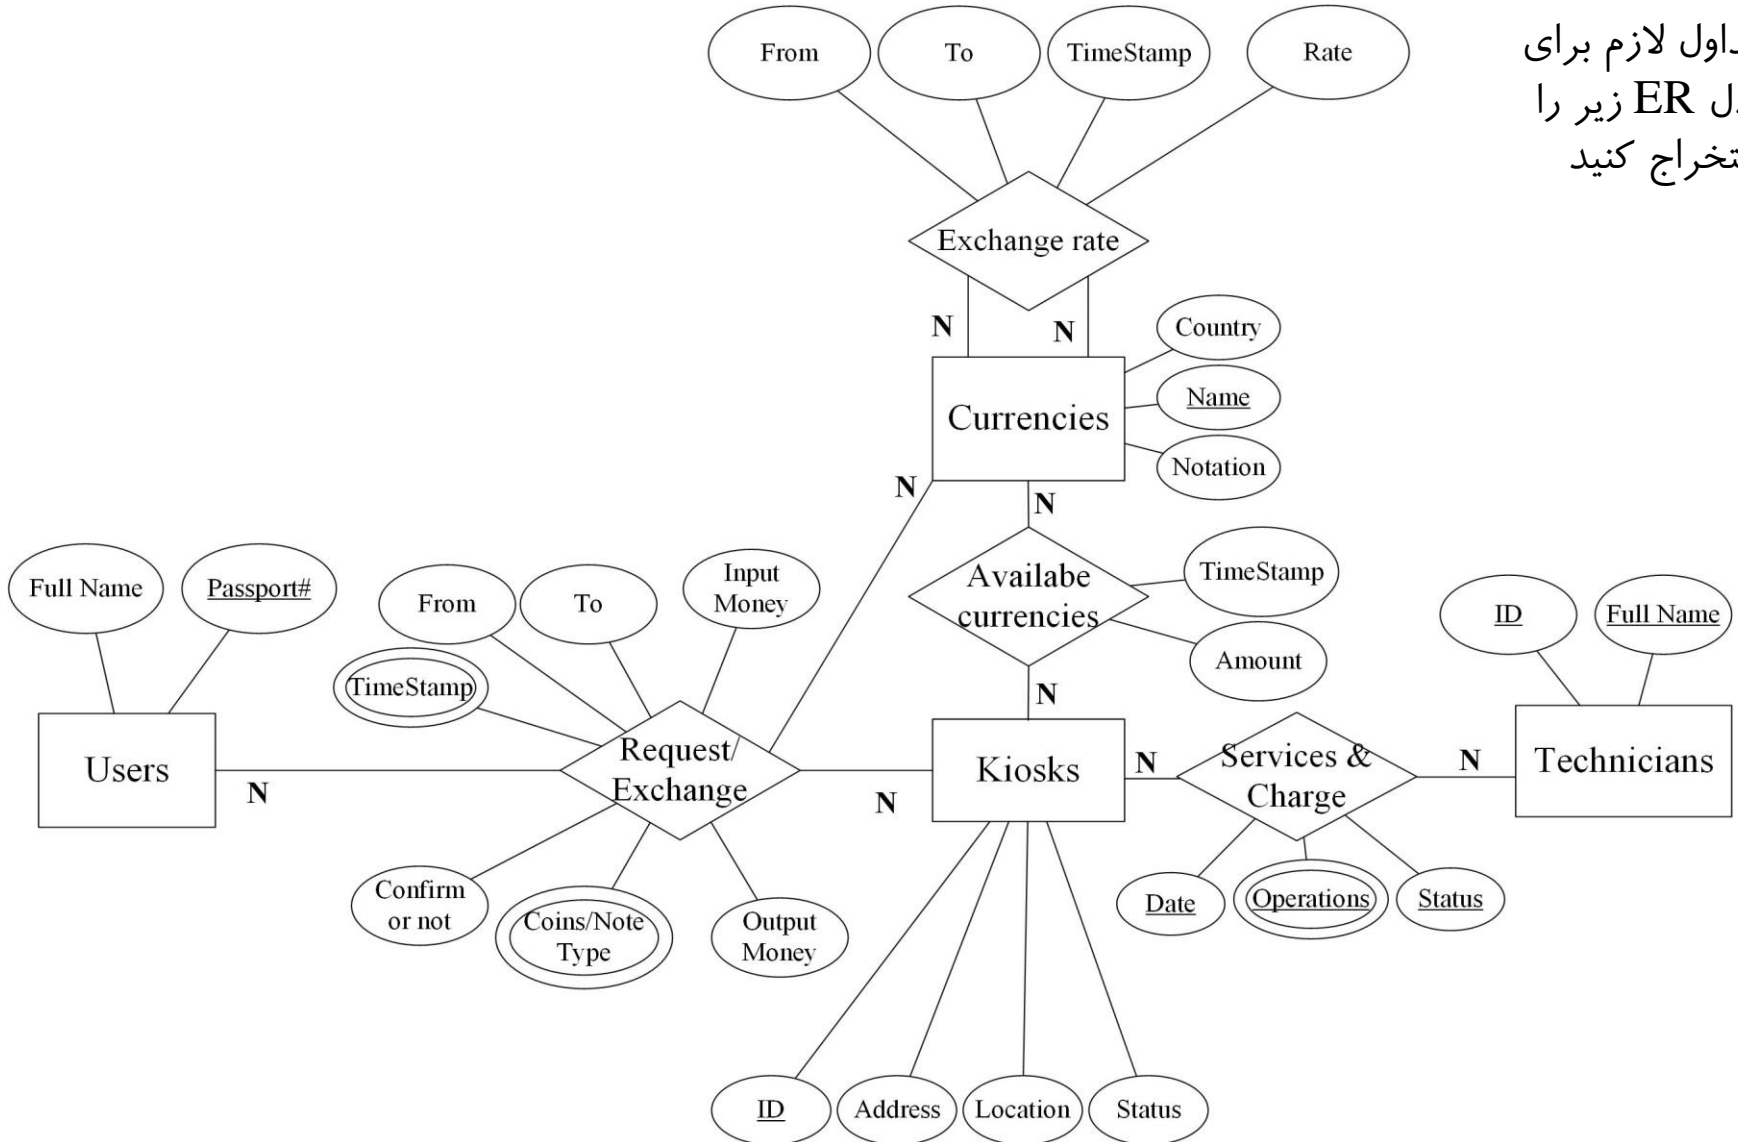 From
To
TimeStamp
Rate
لازم برای
ER زیر را
کنید
Exchange rate
N
N
Country
Name
Notation
Currencies
N
N
Availabe
currencies
TimeStamp
Amount
N
Full Name
Passport#
From
To
Input
Money
TimeStamp
ID
Full Name
Users
N
Request/
Exchange
N
Kiosks
N
Services &
Charge
N
Technicians
Confirm
or not
Coins/Note
Type
Output
Money
Date
Operations
Status
ID
Address
Location
Status